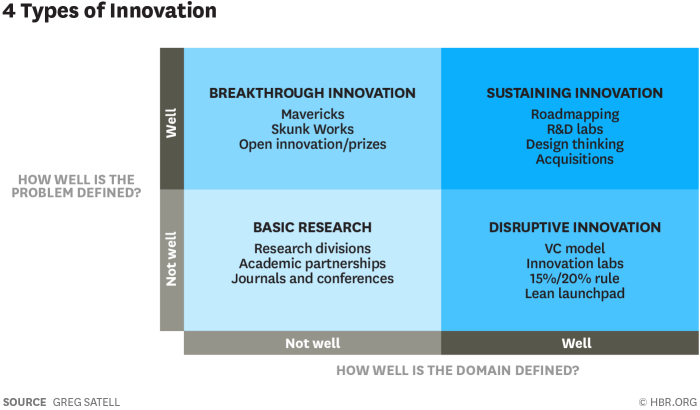 4 Types of Innovation
HOW WELL IS THE
PROBLEM DEFINED?
Well
BREAKTHROUGH INNOVATION
Mavericks
Skunk Works
Open innovation/prizes
SUSTAINING INNOVATION
Roadmapping
R&D labs
Design thinking
Acquisitions
Not well
BASIC RESEARCH
Research divisions
Academic partnerships
Journals and conferences
DISRUPTIVE INNOVATION
VC model
Innovation labs
15%/20% rule
Lean launchpad
Not well
Well
HOW WELL IS THE DOMAIN DEFINED?
SOURCE GREG SATELL
© HBR.ORG